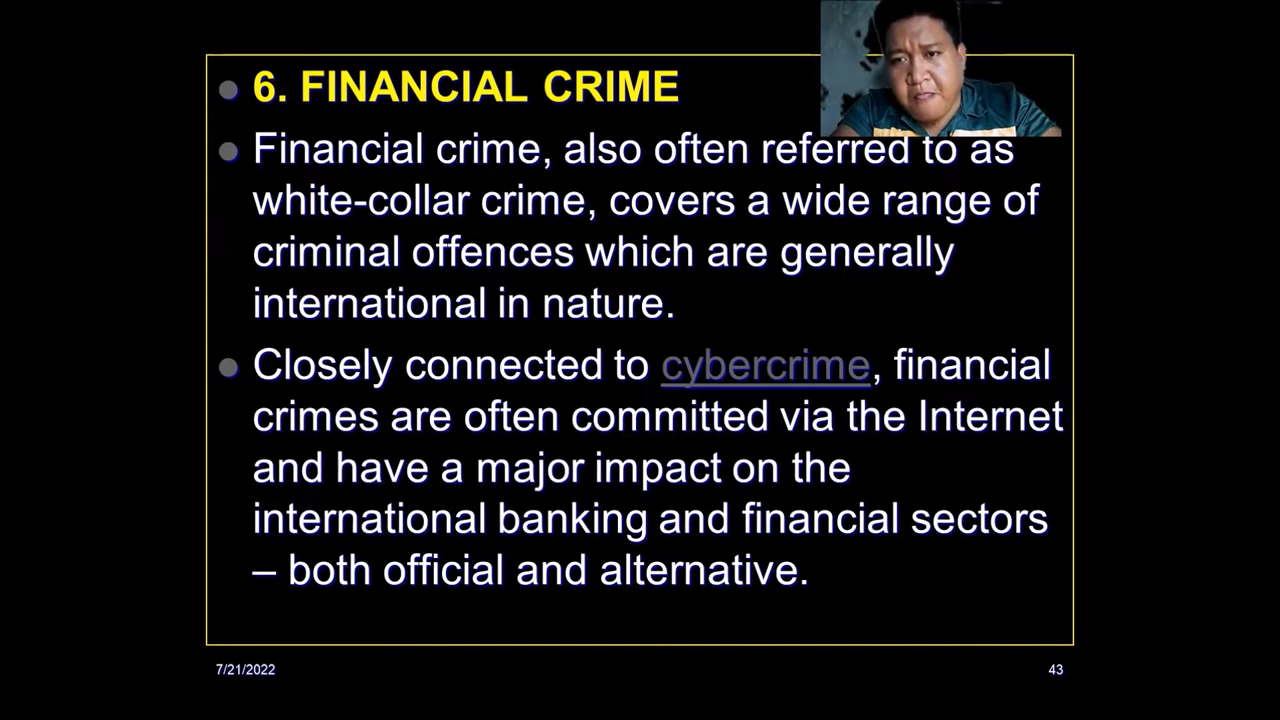 6. FINANCIAL CRIME
Financial crime, also often referred to as
white-collar crime, covers a wide range of
criminal offences which are generally
international in nature.
Closely connected to cybercrime, financial
crimes are often committed via the Internet
and have a major impact on the
international banking and financial sectors
– both official and alternative.
7/21/2022
43